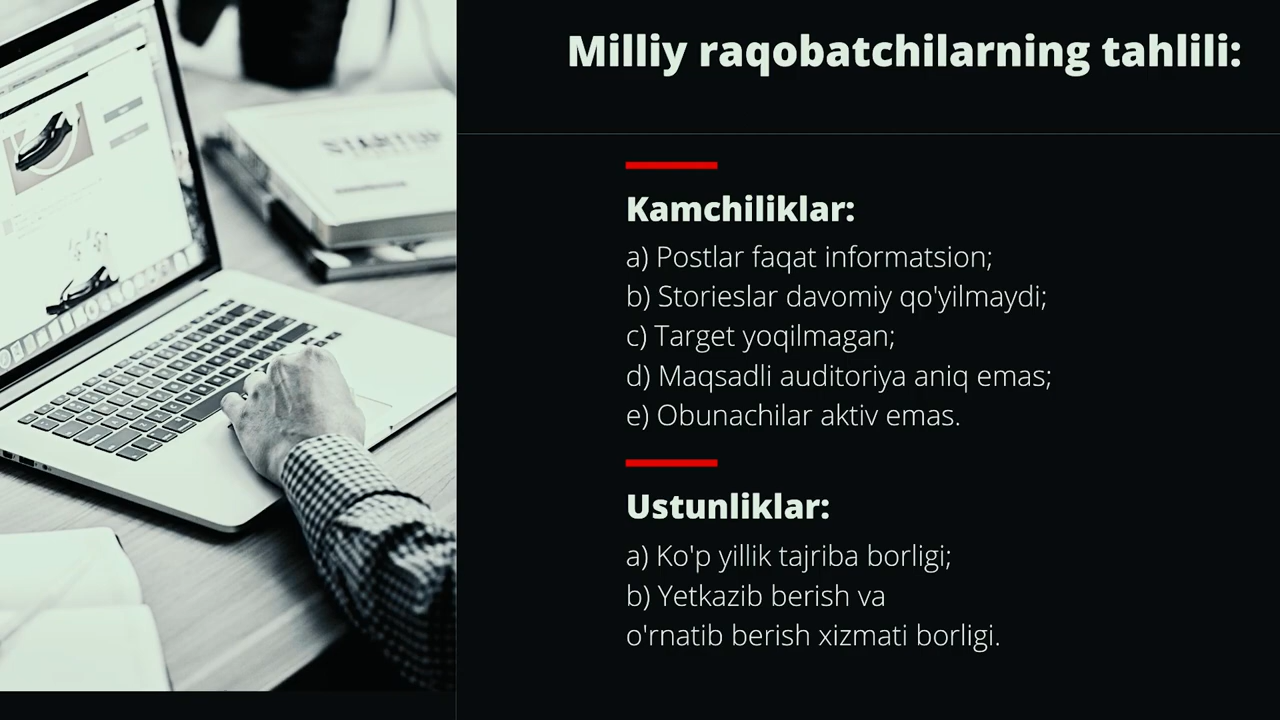 Milliy raqobatchilarning tahlili:
Kamchiliklar:
a) Postlar faqat informatsion;
b) Storieslar davomiy qo'yilmaydi;
c) Target yoqilmagan;
d) Maqsadli auditoriya aniq emas;
e) Obunachilar aktiv emas.
Ustunliklar:
a) Ko'p yillik tajriba borligi;
b) Yetkazib berish va
o'rnatib berish xizmati borligi.
STARTUP